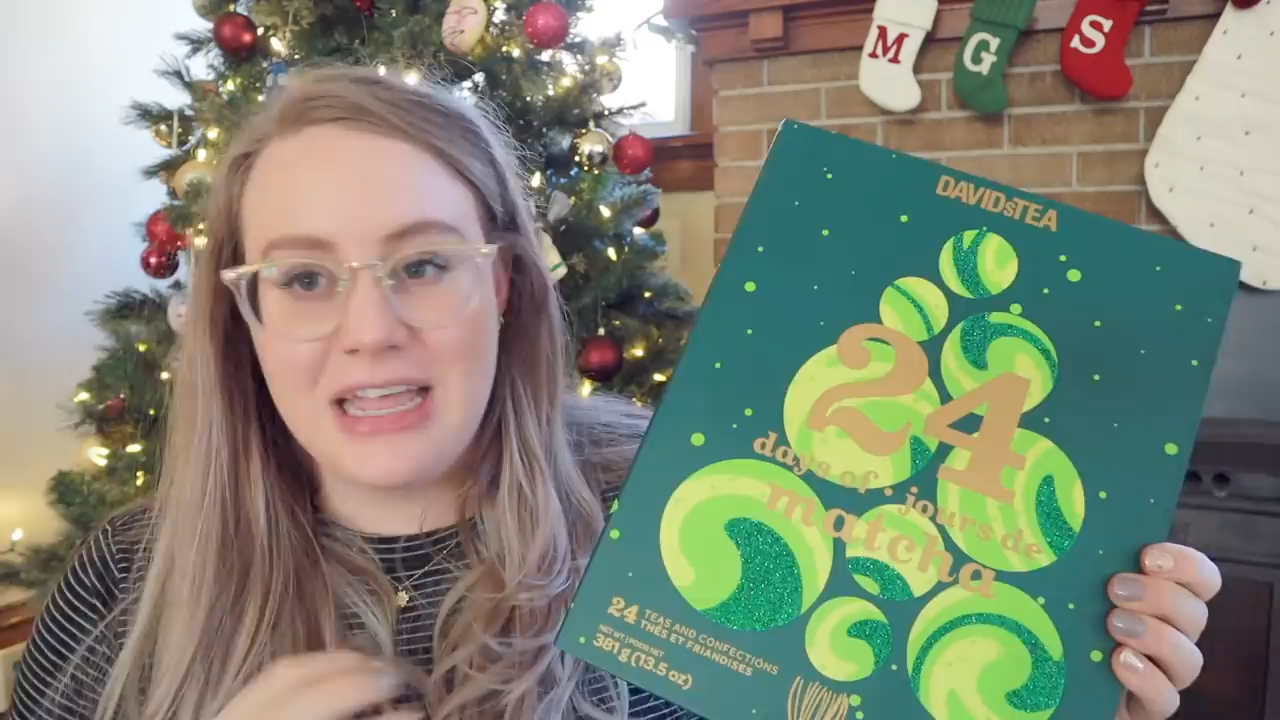 M
G
S
DAVIDsTEA
24
days of · jours de
matcha
24 TEAS AND CONFECTIONS
THÉS ET FRIANDISES
NET WT | POIDS NET
381 g (13.5 oz)